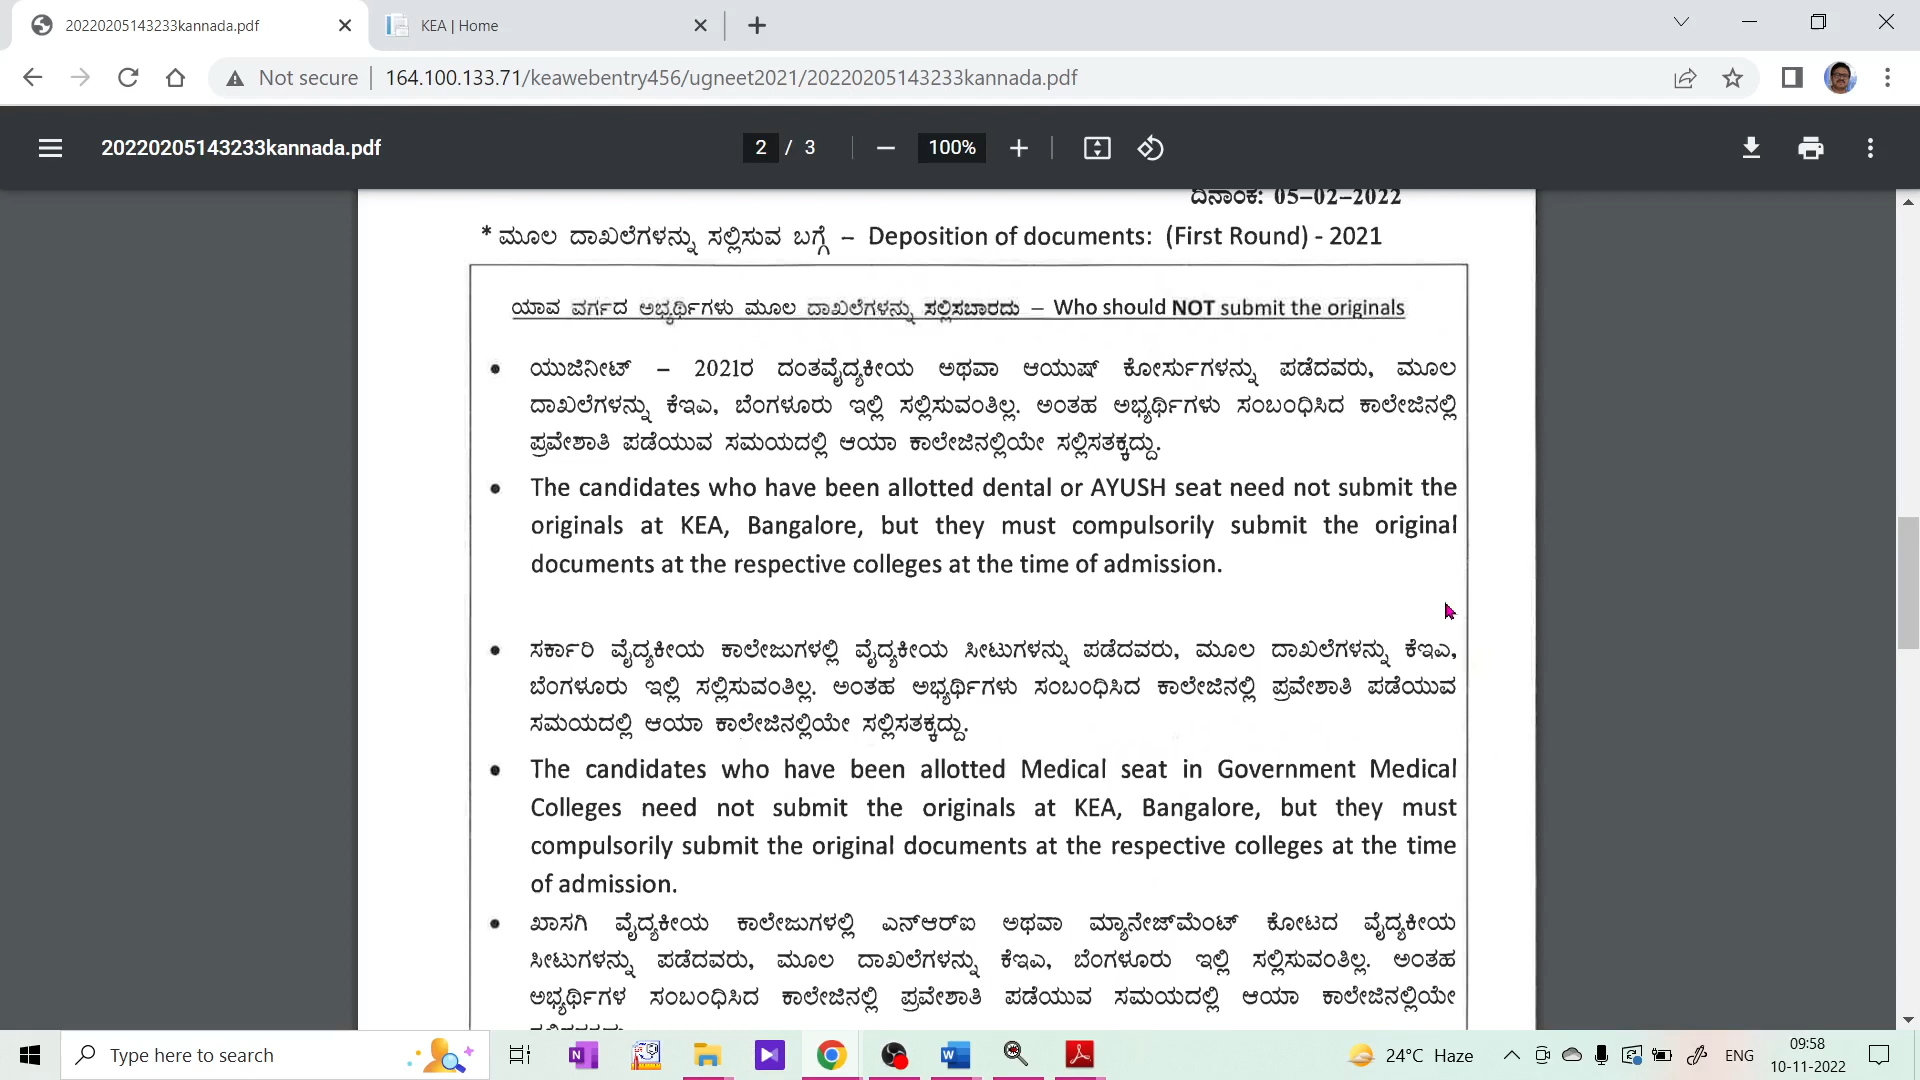 20220205143233kannada.pdf
KEA | Home
Not secure
164.100.133.71/keawebentry456/ugneet2021/20220205143233kannada.pdf
20220205143233kannada.pdf
2 / 3
100%
ದಿನಾಂಕ: 05-02-2022
* ಮೂಲ ದಾಖಲೆಗಳನ್ನು ಸಲ್ಲಿಸುವ ಬಗ್ಗೆ – Deposition of documents: (First Round) - 2021
ಯಾವ ವರ್ಗದ ಅಭ್ಯರ್ಥಿಗಳು ಮೂಲ ದಾಖಲೆಗಳನ್ನು ಸಲ್ಲಿಸಬಾರದು – Who should NOT submit the originals
• ಯುಜಿನೀಟ್ – 2021ರ ದಂತವೈದ್ಯಕೀಯ ಅಥವಾ ಆಯುಷ್ ಕೋರ್ಸುಗಳನ್ನು ಪಡೆದವರು, ಮೂಲ
ದಾಖಲೆಗಳನ್ನು ಕೆಇಎ, ಬೆಂಗಳೂರು ಇಲ್ಲಿ ಸಲ್ಲಿಸುವಂತಿಲ್ಲ. ಅಂತಹ ಅಭ್ಯರ್ಥಿಗಳು ಸಂಬಂಧಿಸಿದ ಕಾಲೇಜಿನಲ್ಲಿ
ಪ್ರವೇಶಾತಿ ಪಡೆಯುವ ಸಮಯದಲ್ಲಿ ಆಯಾ ಕಾಲೇಜಿನಲ್ಲಿಯೇ ಸಲ್ಲಿಸತಕ್ಕದ್ದು.
• The candidates who have been allotted dental or AYUSH seat need not submit the
originals at KEA, Bangalore, but they must compulsorily submit the original
documents at the respective colleges at the time of admission.
• ಸರ್ಕಾರಿ ವೈದ್ಯಕೀಯ ಕಾಲೇಜುಗಳಲ್ಲಿ ವೈದ್ಯಕೀಯ ಸೀಟುಗಳನ್ನು ಪಡೆದವರು, ಮೂಲ ದಾಖಲೆಗಳನ್ನು ಕೆಇಎ,
ಬೆಂಗಳೂರು ಇಲ್ಲಿ ಸಲ್ಲಿಸುವಂತಿಲ್ಲ. ಅಂತಹ ಅಭ್ಯರ್ಥಿಗಳು ಸಂಬಂಧಿಸಿದ ಕಾಲೇಜಿನಲ್ಲಿ ಪ್ರವೇಶಾತಿ ಪಡೆಯುವ
ಸಮಯದಲ್ಲಿ ಆಯಾ ಕಾಲೇಜಿನಲ್ಲಿಯೇ ಸಲ್ಲಿಸತಕ್ಕದ್ದು.
• The candidates who have been allotted Medical seat in Government Medical
Colleges need not submit the originals at KEA, Bangalore, but they must
compulsorily submit the original documents at the respective colleges at the time
of admission.
• ಖಾಸಗಿ ವೈದ್ಯಕೀಯ ಕಾಲೇಜುಗಳಲ್ಲಿ ಎನ್ಆರ್ಐ ಅಥವಾ ಮ್ಯಾನೇಜ್‌ಮೆಂಟ್ ಕೋಟದ ವೈದ್ಯಕೀಯ
ಸೀಟುಗಳನ್ನು ಪಡೆದವರು, ಮೂಲ ದಾಖಲೆಗಳನ್ನು ಕೆಇಎ, ಬೆಂಗಳೂರು ಇಲ್ಲಿ ಸಲ್ಲಿಸುವಂತಿಲ್ಲ. ಅಂತಹ
ಅಭ್ಯರ್ಥಿಗಳ ಸಂಬಂಧಿಸಿದ ಕಾಲೇಜಿನಲ್ಲಿ ಪ್ರವೇಶಾತಿ ಪಡೆಯುವ ಸಮಯದಲ್ಲಿ ಆಯಾ ಕಾಲೇಜಿನಲ್ಲಿಯೇ
Type here to search
24°C Haze
ENG
09:58
10-11-2022